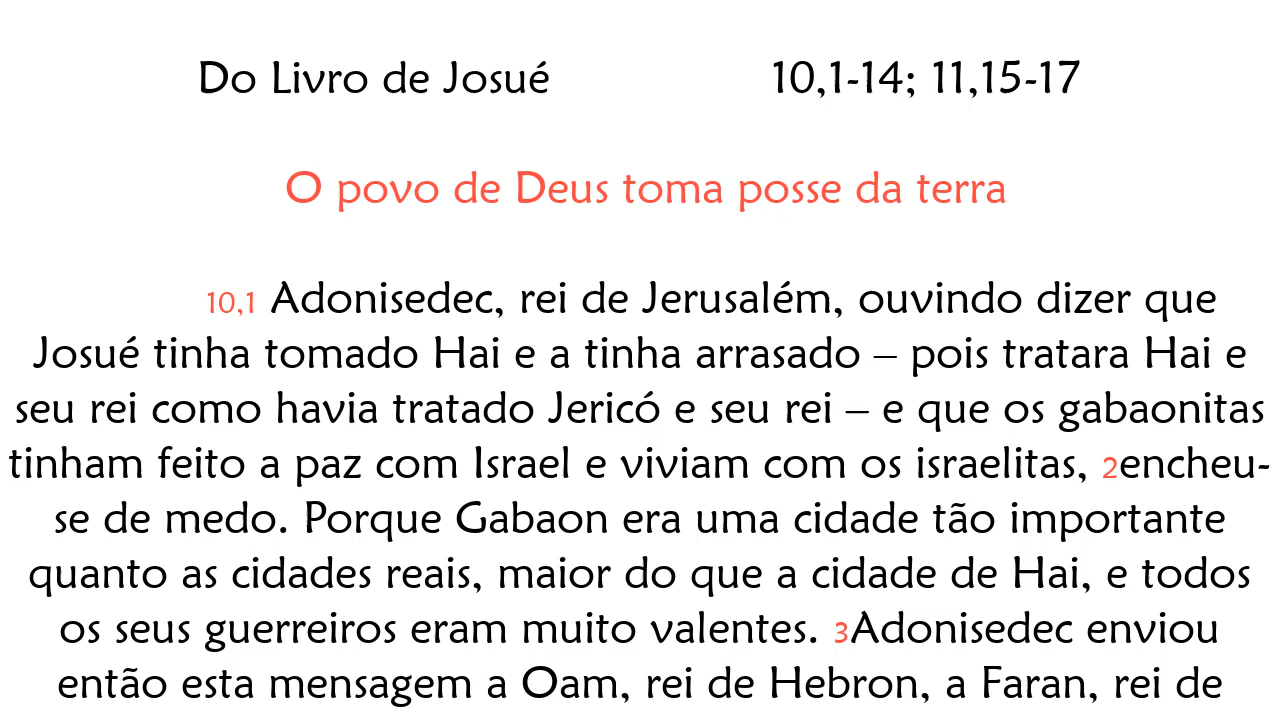 Do Livro de Josué 10,1-14; 11,15-17
O povo de Deus toma posse da terra
10,1 Adonisedec, rei de Jerusalém, ouvindo dizer que
Josué tinha tomado Hai e a tinha arrasado – pois tratara Hai e
seu rei como havia tratado Jericó e seu rei – e que os gabaonitas
tinham feito a paz com Israel e viviam com os israelitas, 2encheu-
se de medo. Porque Gabaon era uma cidade tão importante
quanto as cidades reais, maior do que a cidade de Hai, e todos
os seus guerreiros eram muito valentes. 3Adonisedec enviou
então esta mensagem a Oam, rei de Hebron, a Faran, rei de